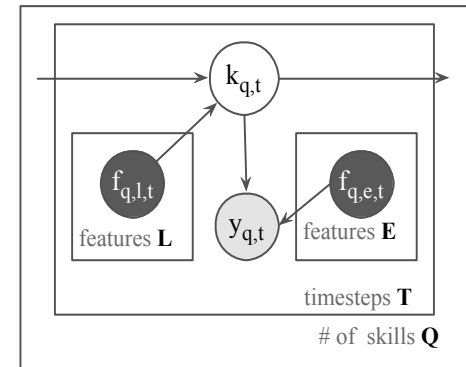 k_{q,t}
f_{q,l,t}
f_{q,e,t}
y_{q,t}
features L
features E
timesteps T
# of skills Q